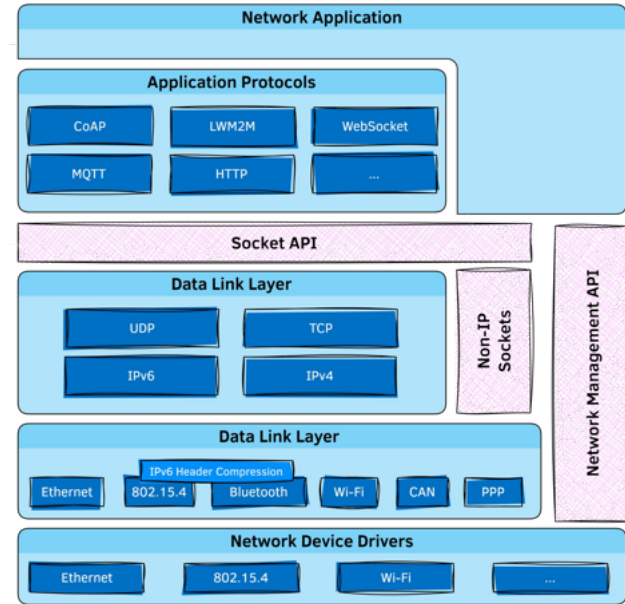 Network Application
Application Protocols
CoAP
LWM2M
WebSocket
MQTT
HTTP
...
Socket API
Data Link Layer
UDP
TCP
IPv6
IPv4
Non-IP
Sockets
Network Management API
Data Link Layer
IPv6 Header Compression
Ethernet
802.15.4
Bluetooth
Wi-Fi
CAN
PPP
Network Device Drivers
Ethernet
802.15.4
Wi-Fi
...